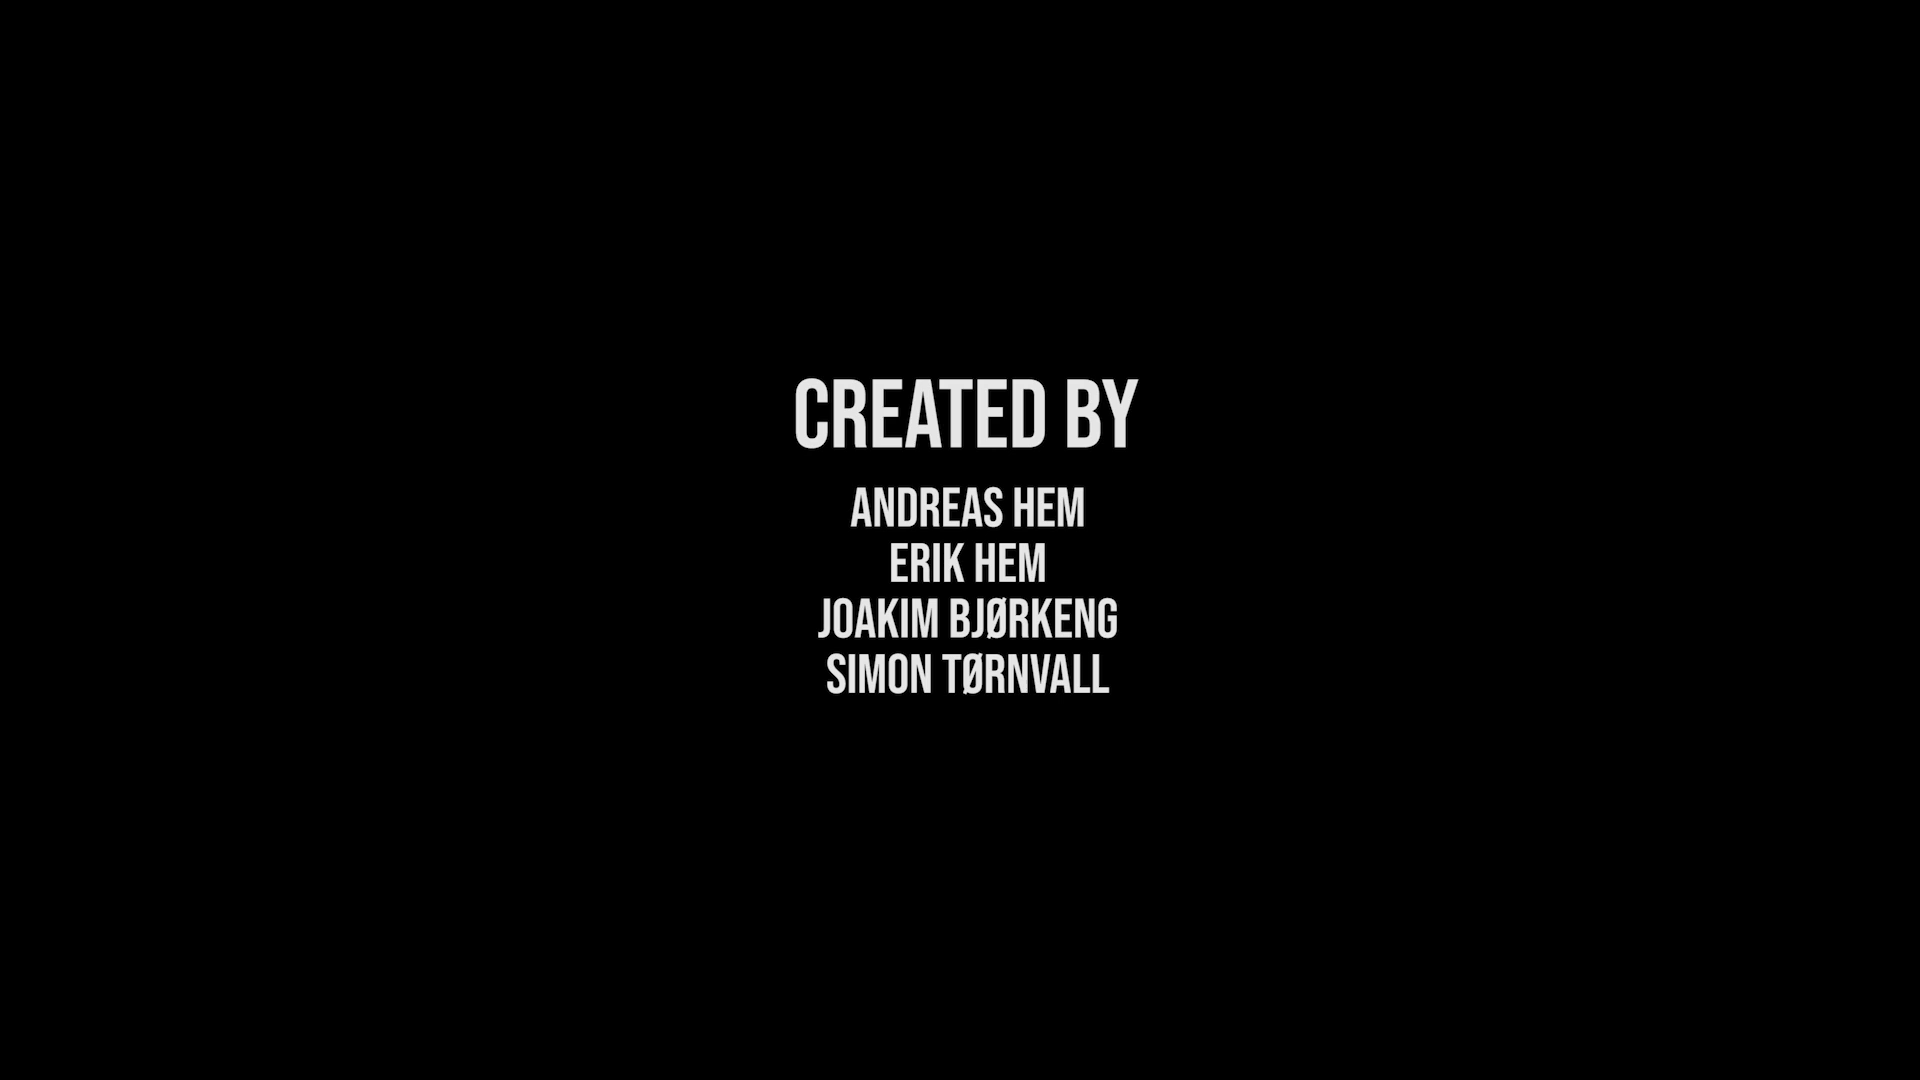 CREATED BY
ANDREAS HEM
ERIK HEM
JOAKIM BJØRKENG
SIMON TØRNVALL